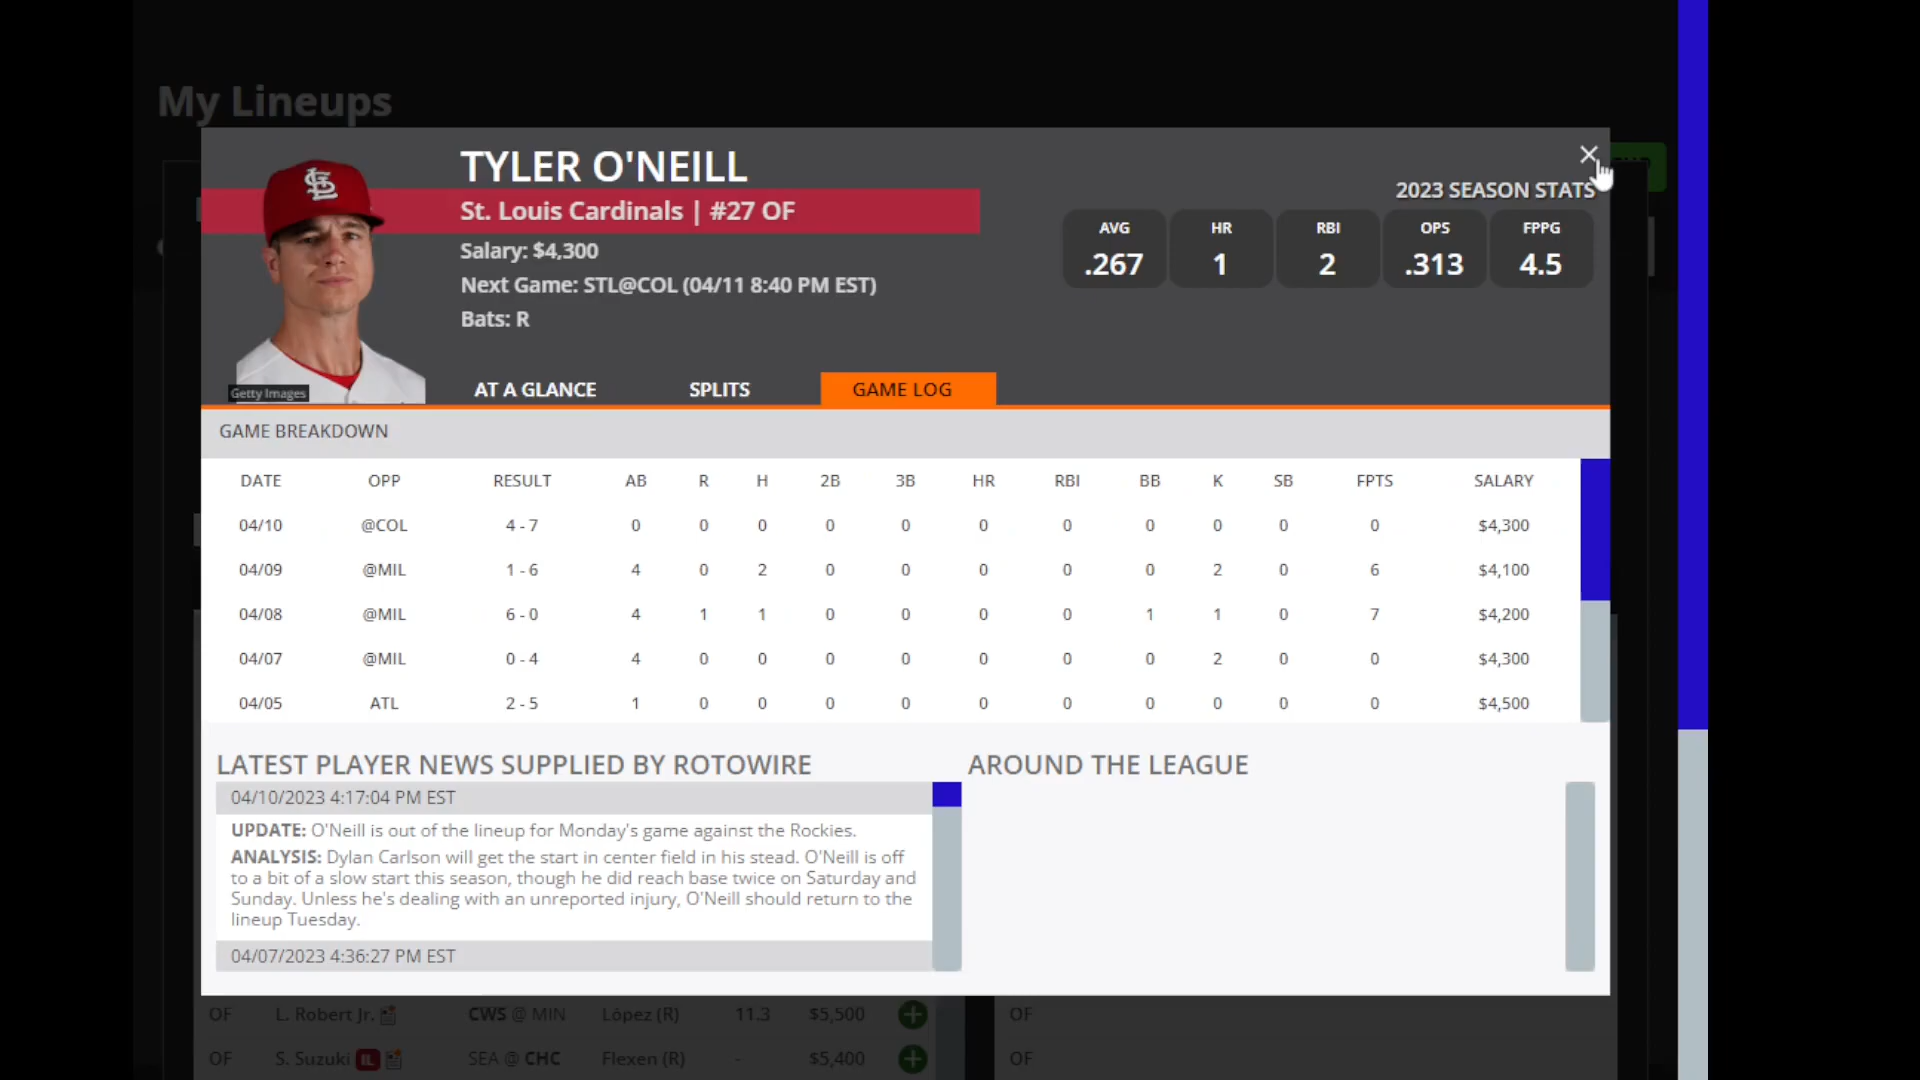 My Lineups
TYLER O'NEILL
St. Louis Cardinals | #27 OF
Salary: $4,300
Next Game: STL@COL (04/11 8:40 PM EST)
Bats: R
2023 SEASON STATS
AVG HR RBI OPS FPPG
.267 1 2 .313 4.5
Getty Images
AT A GLANCE SPLITS GAME LOG
GAME BREAKDOWN
DATE OPP RESULT AB R H 2B 3B HR RBI BB K SB FPTS SALARY
04/10 @COL 4 - 7 0 0 0 0 0 0 0 0 0 0 0 $4,300
04/09 @MIL 1 - 6 4 0 2 0 0 0 0 0 2 0 6 $4,100
04/08 @MIL 6 - 0 4 1 1 0 0 0 0 1 1 0 7 $4,200
04/07 @MIL 0 - 4 4 0 0 0 0 0 0 0 2 0 0 $4,300
04/05 ATL 2 - 5 1 0 0 0 0 0 0 0 0 0 0 $4,500
LATEST PLAYER NEWS SUPPLIED BY ROTOWIRE
04/10/2023 4:17:04 PM EST
UPDATE: O'Neill is out of the lineup for Monday's game against the Rockies.
ANALYSIS: Dylan Carlson will get the start in center field in his stead. O'Neill is off
to a bit of a slow start this season, though he did reach base twice on Saturday and
Sunday. Unless he's dealing with an unreported injury, O'Neill should return to the
lineup Tuesday.
04/07/2023 4:36:27 PM EST
AROUND THE LEAGUE
OF L. Robert Jr. CWS @ MIN López (R) 11.3 $5,500 OF
OF S. Suzuki IL SEA @ CHC Flexen (R) - $5,400 OF